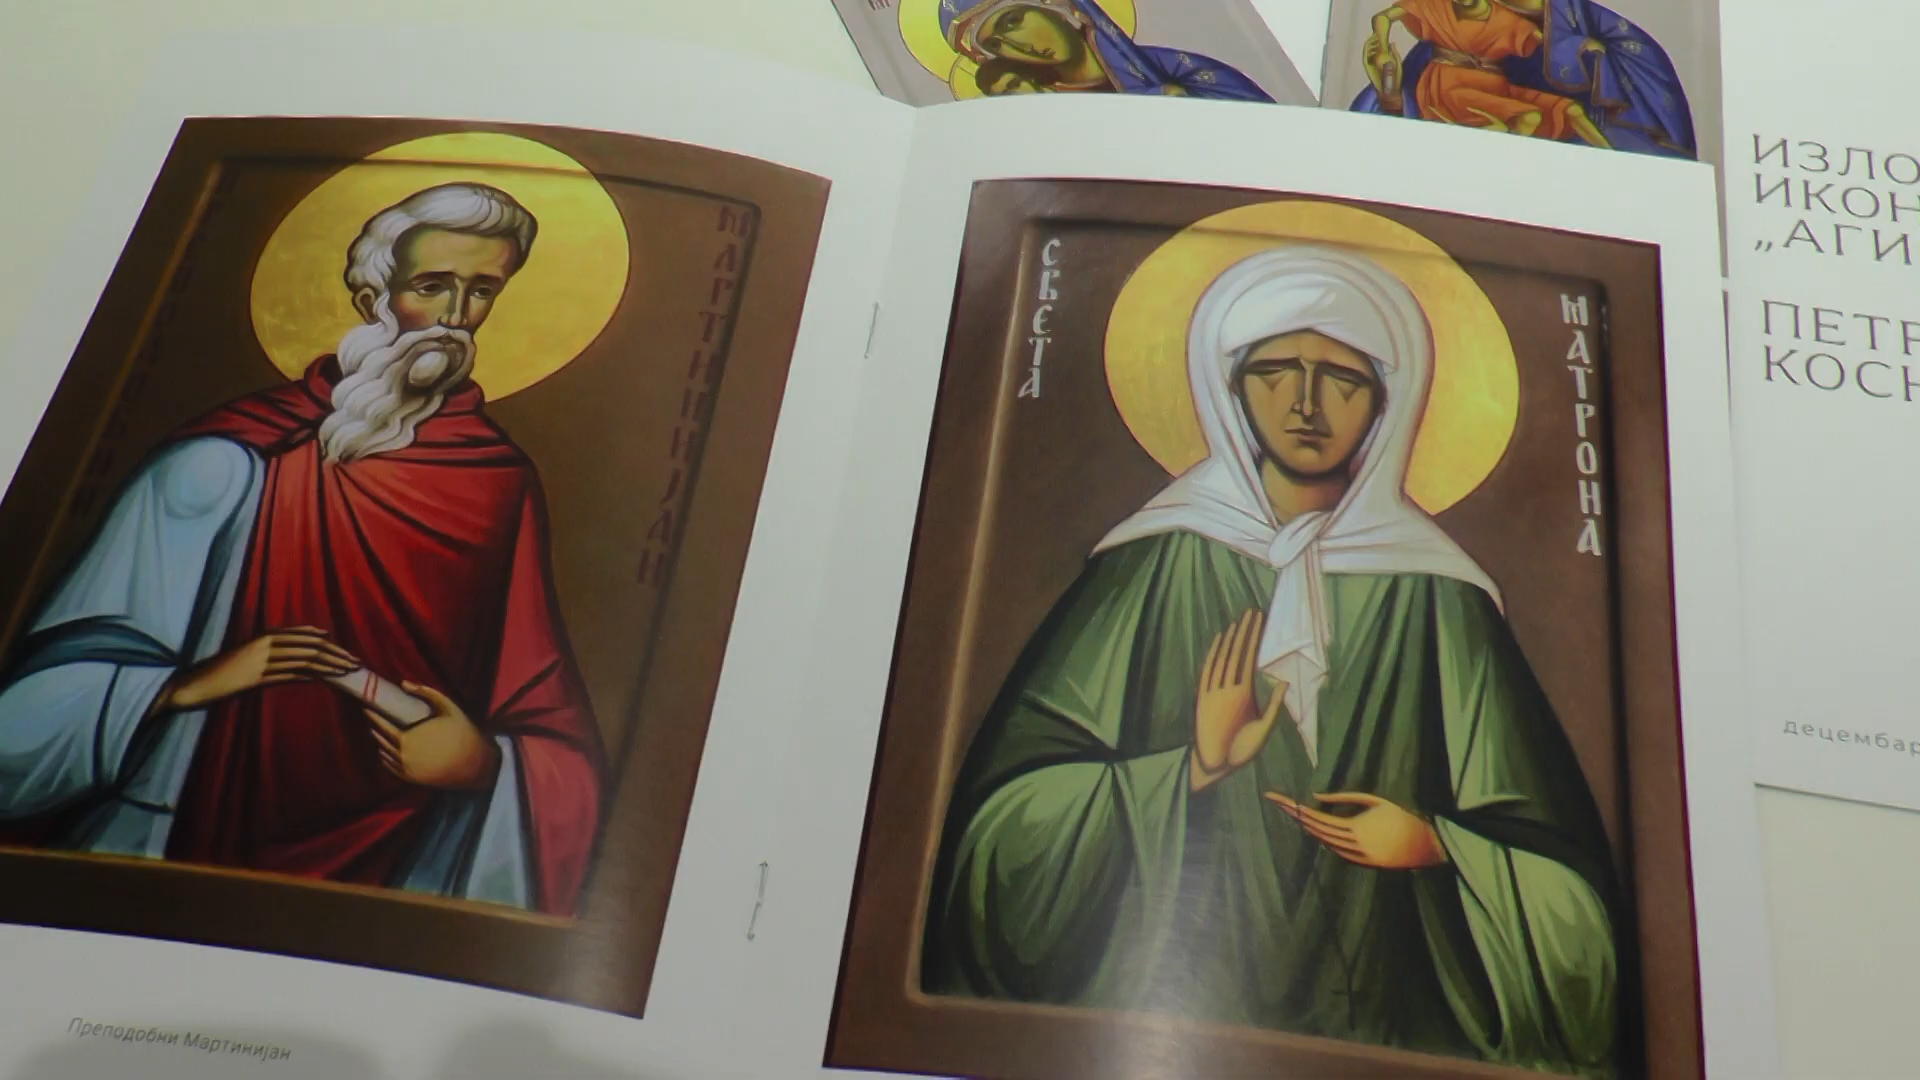 МАРТИНИЈАН
СВЕТА
МАТРОНА
Преподобни Мартинијан
ИЗЛО
ИКОН
„АГИ
ПЕТР
КОСН
децембар